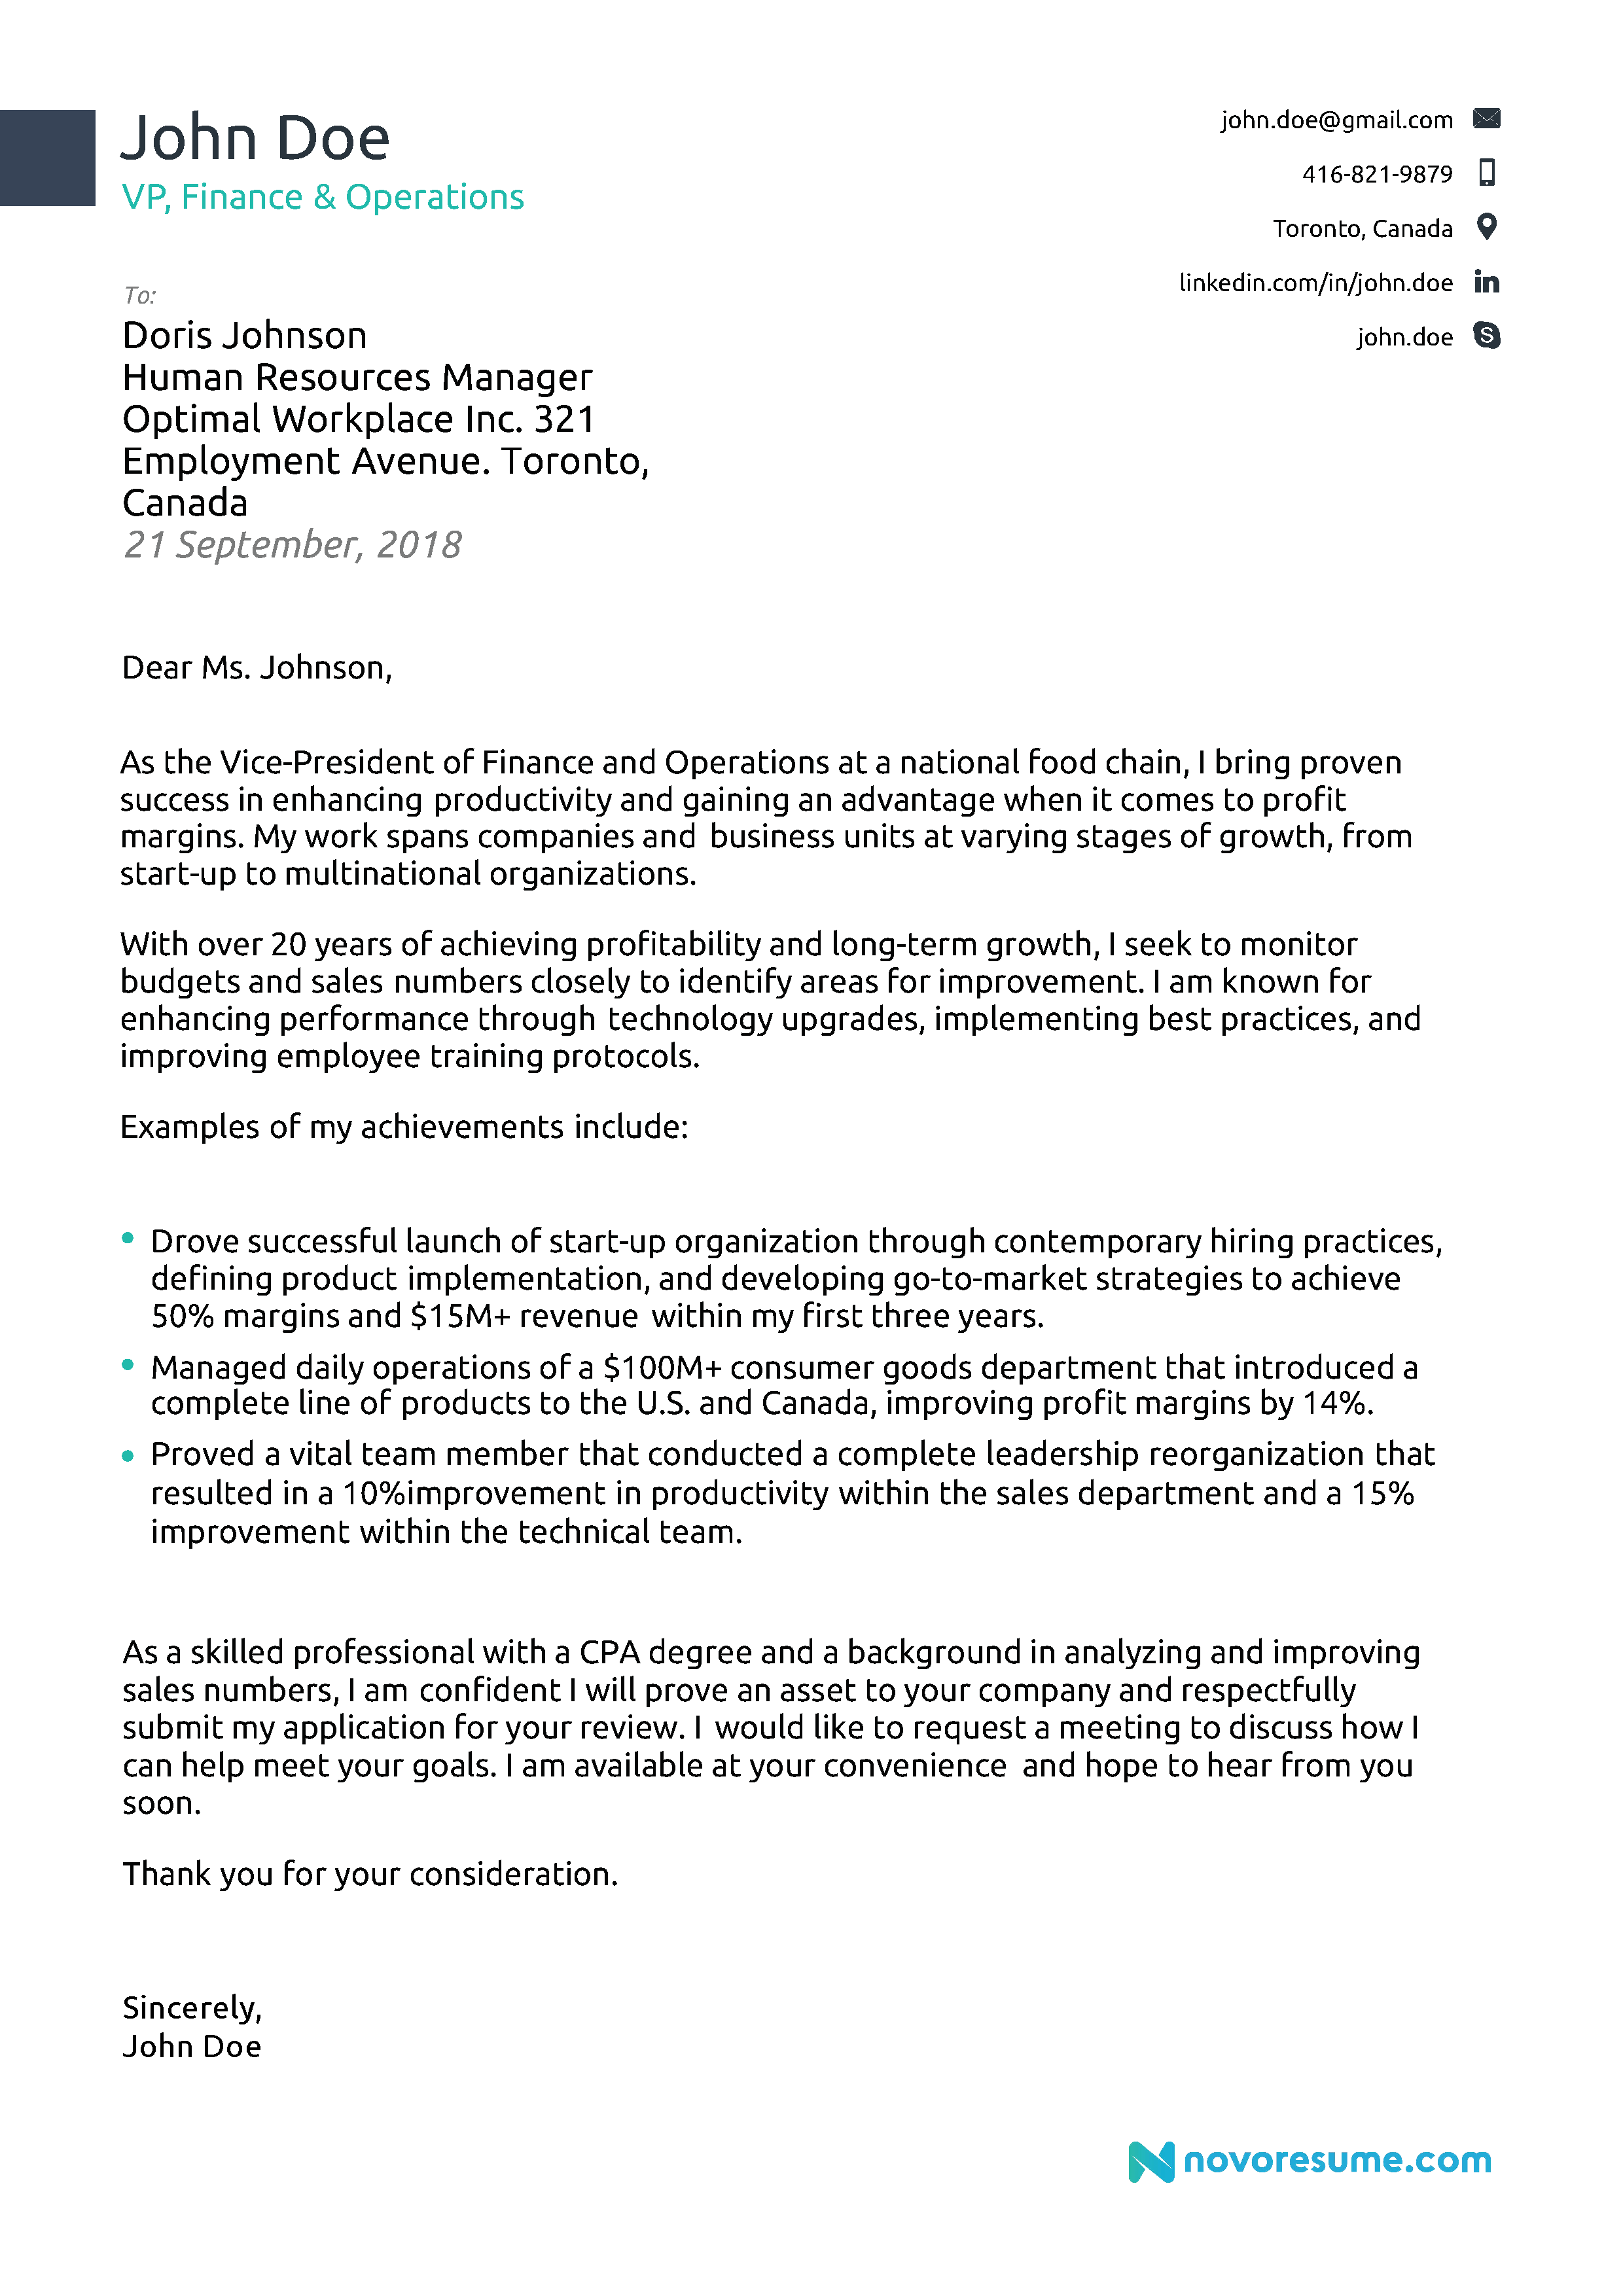 John Doe
VP, Finance & Operations
john.doe@gmail.com
416-821-9879
Toronto, Canada
linkedin.com/in/john.doe
john.doe
To:
Doris Johnson
Human Resources Manager
Optimal Workplace Inc. 321
Employment Avenue. Toronto,
Canada
21 September, 2018
Dear Ms. Johnson,
As the Vice-President of Finance and Operations at a national food chain, I bring proven
success in enhancing productivity and gaining an advantage when it comes to profit
margins. My work spans companies and business units at varying stages of growth, from
start-up to multinational organizations.
With over 20 years of achieving profitability and long-term growth, I seek to monitor
budgets and sales numbers closely to identify areas for improvement. I am known for
enhancing performance through technology upgrades, implementing best practices, and
improving employee training protocols.
Examples of my achievements include:
• Drove successful launch of start-up organization through contemporary hiring practices,
defining product implementation, and developing go-to-market strategies to achieve
50% margins and $15M+ revenue within my first three years.
• Managed daily operations of a $100M+ consumer goods department that introduced a
complete line of products to the U.S. and Canada, improving profit margins by 14%.
• Proved a vital team member that conducted a complete leadership reorganization that
resulted in a 10%improvement in productivity within the sales department and a 15%
improvement within the technical team.
As a skilled professional with a CPA degree and a background in analyzing and improving
sales numbers, I am confident I will prove an asset to your company and respectfully
submit my application for your review. I would like to request a meeting to discuss how I
can help meet your goals. I am available at your convenience and hope to hear from you
soon.
Thank you for your consideration.
Sincerely,
John Doe
novoresume.com